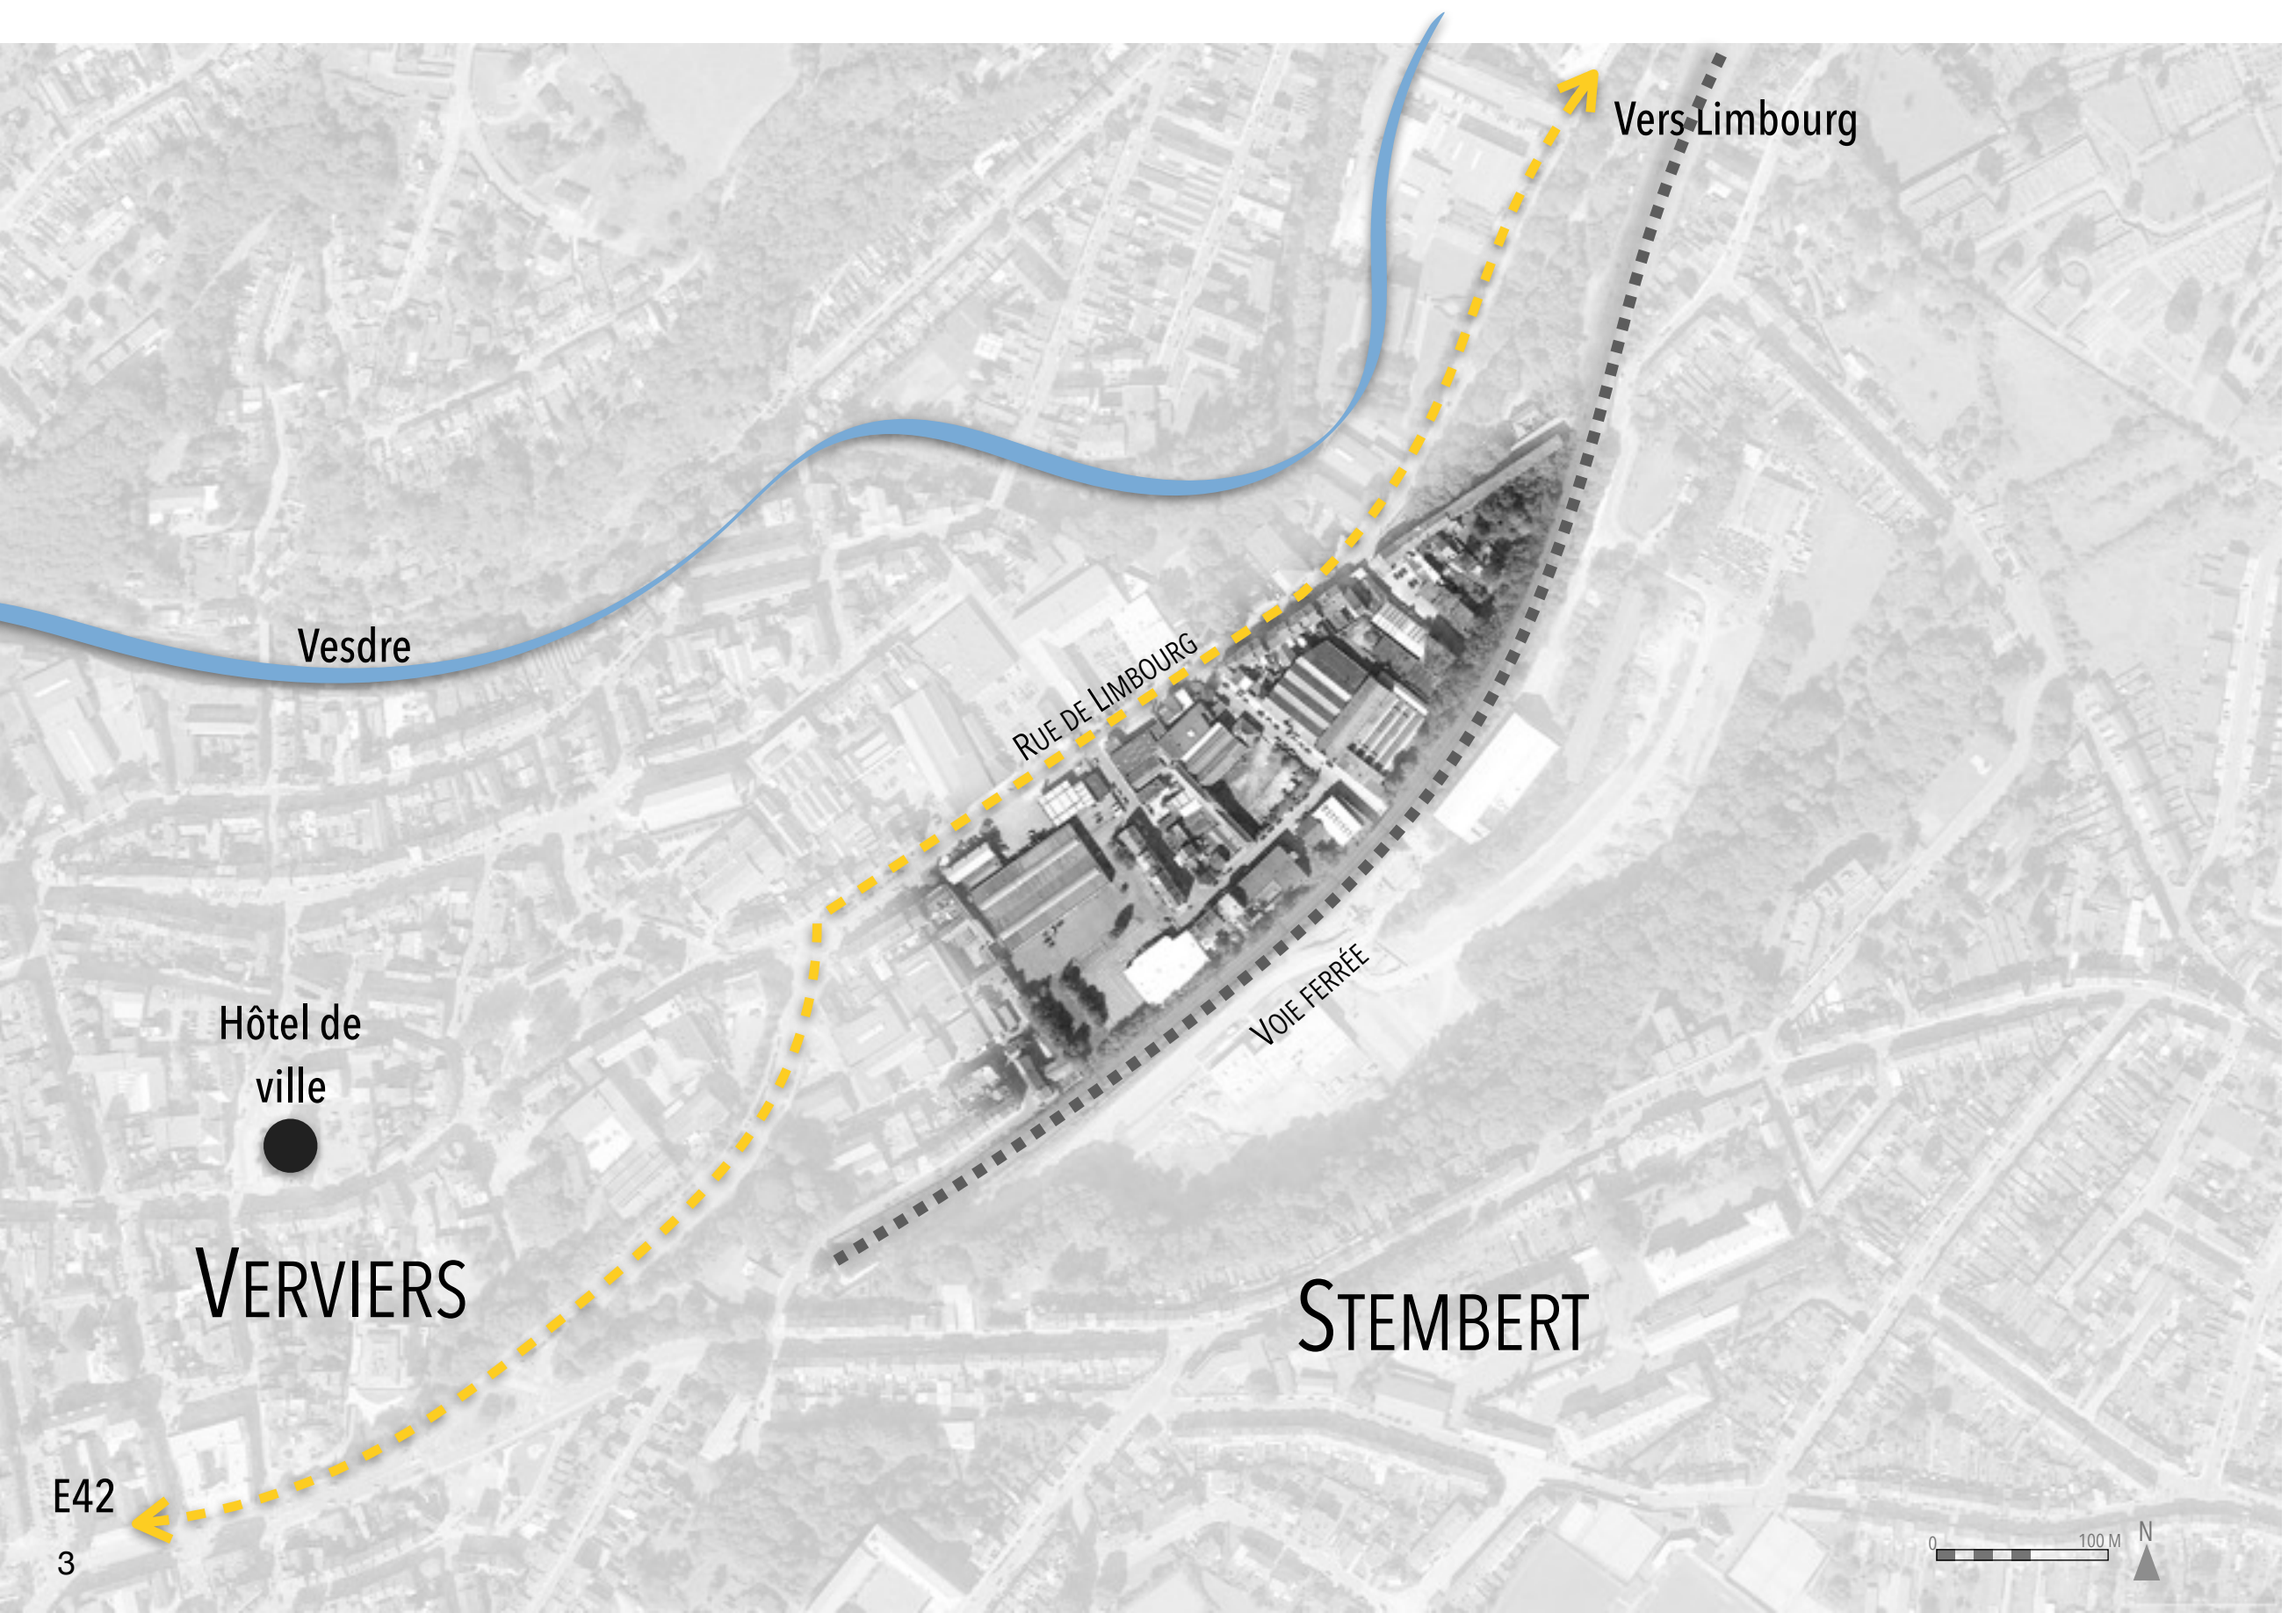 Vers Limbourg
Vesdre
RUE DE LIMBOURG
VOIE FERRÉE
Hôtel de
ville
VERVIERS
STEMBERT
E42
3
0 100 M N